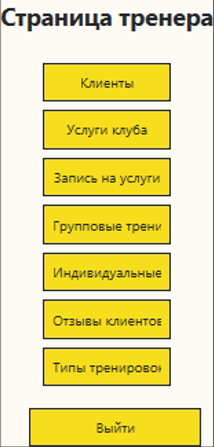 Страница тренера
Клиенты
Услуги клуба
Запись на услуги
Групповые трени
Индивидуальные
Отзывы клиентов
Типы тренировок
Выйти